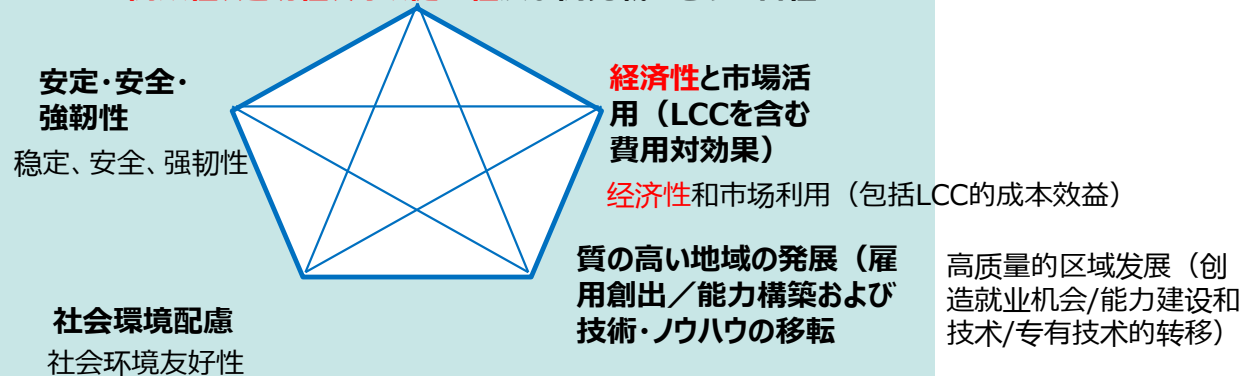 安定・安全・
強靭性
稳定、安全、强韧性
経済性と市場活
用（LCCを含む
費用対効果）
经济性和市场利用（包括LCC的成本效益）
質の高い地域の発展（雇
用創出／能力構築および
技術・ノウハウの移転
高质量的区域发展（创
造就业机会/能力建设和
技术/专有技术的转移）
社会環境配慮
社会环境友好性